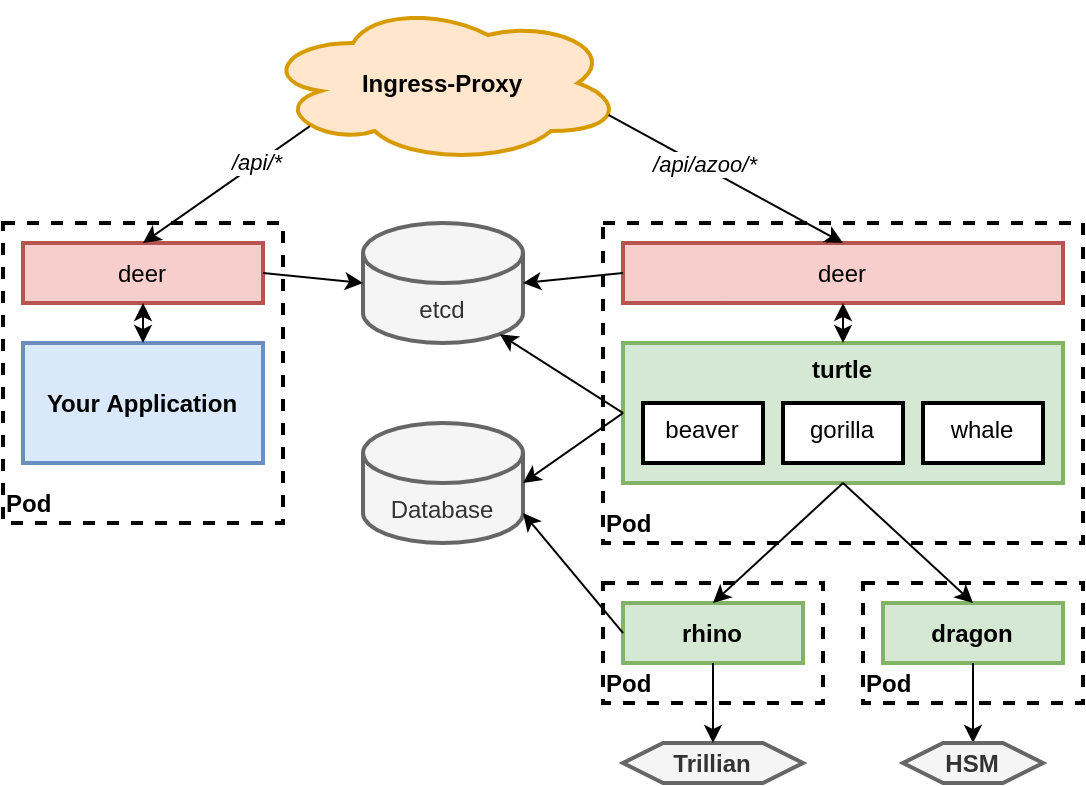 Ingress-Proxy
/api/*
/api/azoo/*
deer
etcd
deer
Your Application
Pod
turtle
beaver
gorilla
whale
Database
Pod
rhino
Pod
dragon
Pod
Trillian
HSM